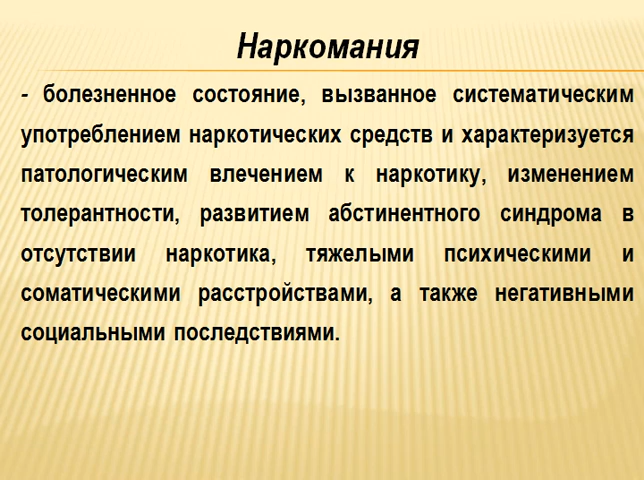 Наркомания
- болезненное состояние, вызванное систематическим
употреблением наркотических средств и характеризуется
патологическим влечением к наркотику, изменением
толерантности, развитием абстинентного синдрома в
отсутствии наркотика, тяжелыми психическими и
соматическими расстройствами, а также негативными
социальными последствиями.